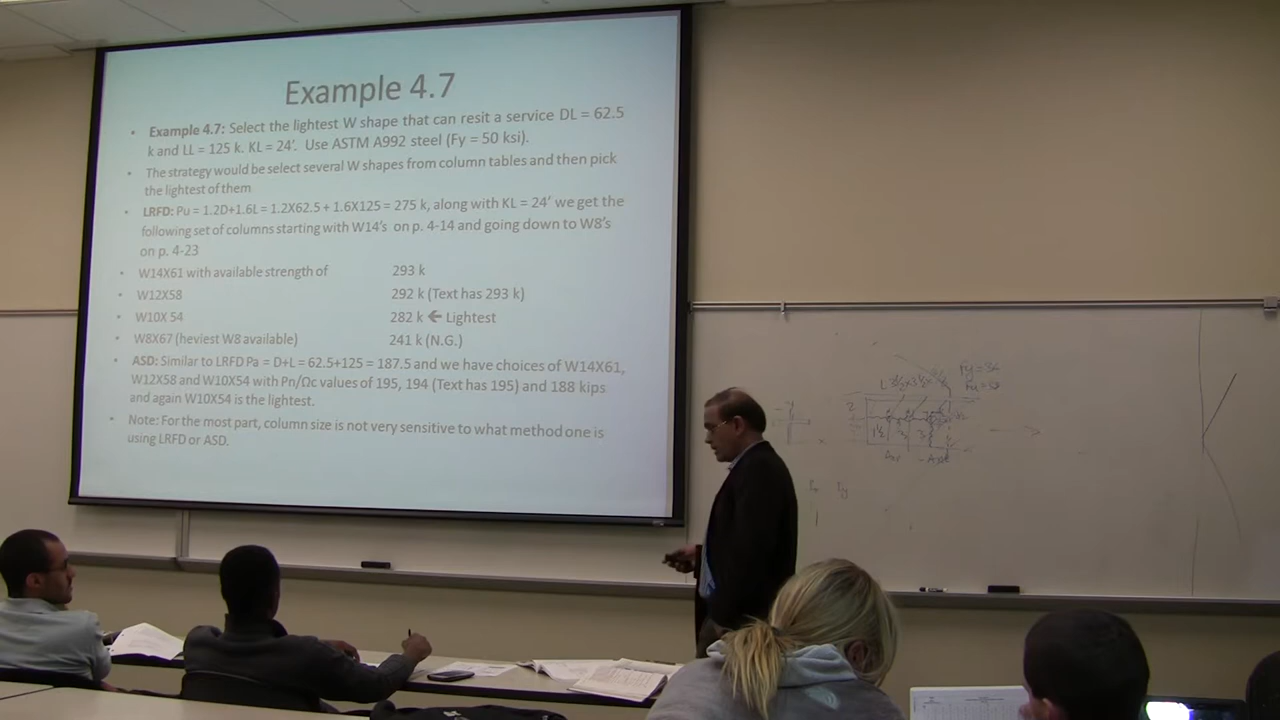 Example 4.7
• Example 4.7: Select the lightest W shape that can resit a service DL = 62.5
k and LL = 125 k. KL = 24'. Use ASTM A992 steel (Fy = 50 ksi).
• The strategy would be select several W shapes from column tables and then pick
the lightest of them
• LRFD: Pu = 1.2D+1.6L = 1.2X62.5 + 1.6X125 = 275 k, along with KL = 24' we get the
following set of columns starting with W14's on p. 4-14 and going down to W8's
on p. 4-23
• W14X61 with available strength of 293 k
• W12X58 292 k (Text has 293 k)
• W10X 54 282 k ← Lightest
• W8X67 (heviest W8 available) 241 k (N.G.)
• ASD: Similar to LRFD Pa = D+L = 62.5+125 = 187.5 and we have choices of W14X61,
W12X58 and W10X54 with Pn/Ωc values of 195, 194 (Text has 195) and 188 kips
and again W10X54 is the lightest.
• Note: For the most part, column size is not very sensitive to what method one is
using LRFD or ASD.